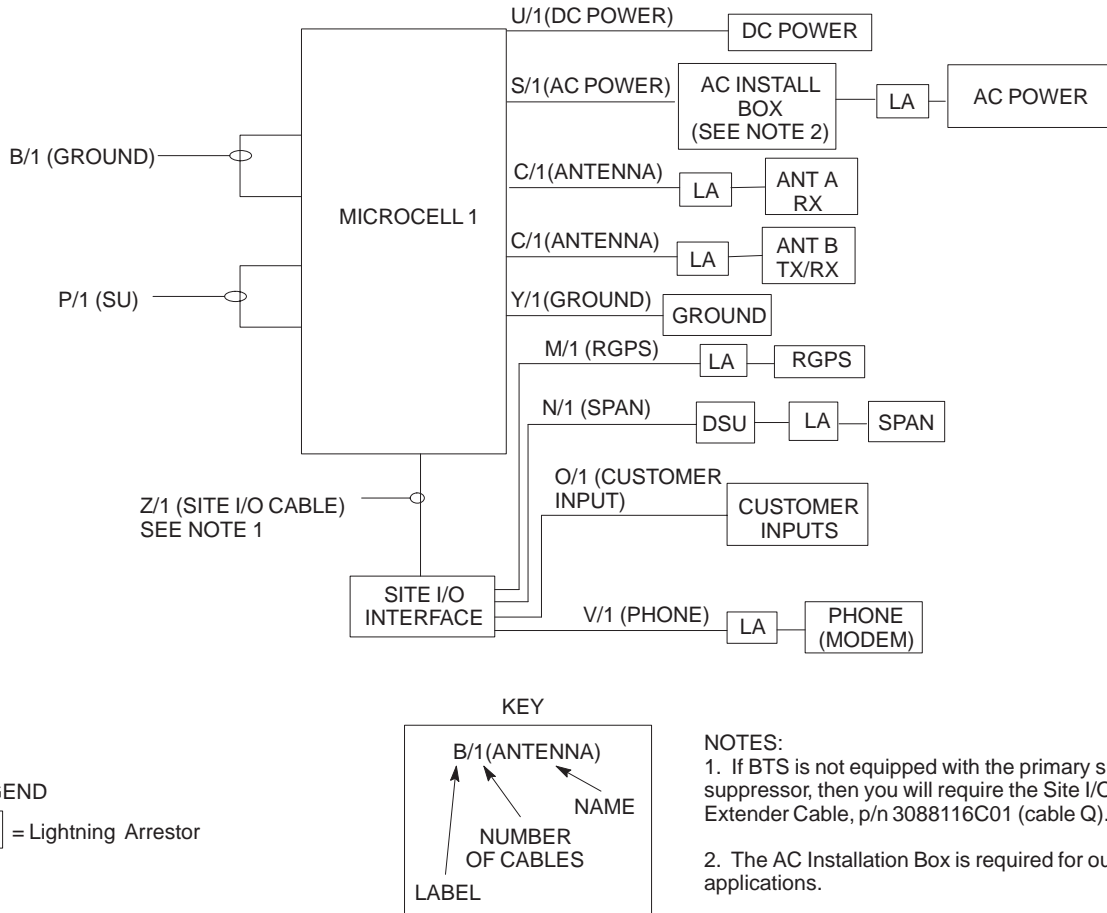 U/1(DC POWER)
DC POWER
S/1(AC POWER)
AC INSTALL
BOX
(SEE NOTE 2)
LA
AC POWER
B/1 (GROUND)
C/1(ANTENNA)
LA
ANT A
RX
MICROCELL 1
C/1(ANTENNA)
LA
ANT B
TX/RX
P/1 (SU)
Y/1(GROUND)
GROUND
M/1 (RGPS)
LA
RGPS
N/1 (SPAN)
DSU
LA
SPAN
O/1 (CUSTOMER
INPUT)
CUSTOMER
INPUTS
Z/1 (SITE I/O CABLE)
SEE NOTE 1
SITE I/O
INTERFACE
V/1 (PHONE)
LA
PHONE
(MODEM)
KEY
B/1(ANTENNA)
NAME
NUMBER
OF CABLES
LABEL
= Lightning Arrestor
NOTES:
1. If BTS is not equipped with the primary
suppressor, then you will require the Site I/O
Extender Cable, p/n 3088116C01 (cable Q).
2. The AC Installation Box is required for
applications.